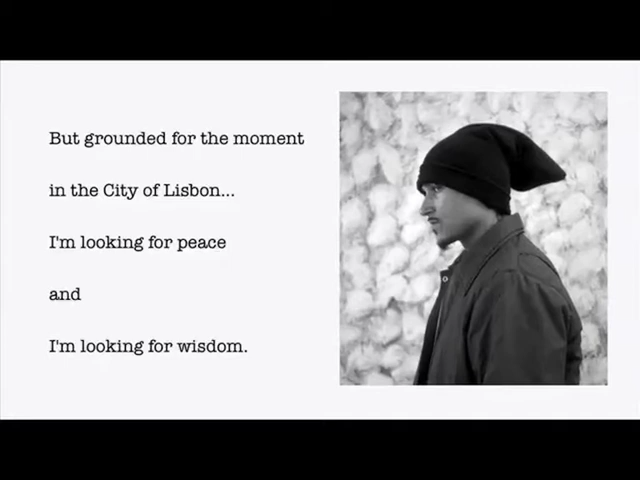 But grounded for the moment
in the City of Lisbon...
I'm looking for peace
and
I'm looking for wisdom.